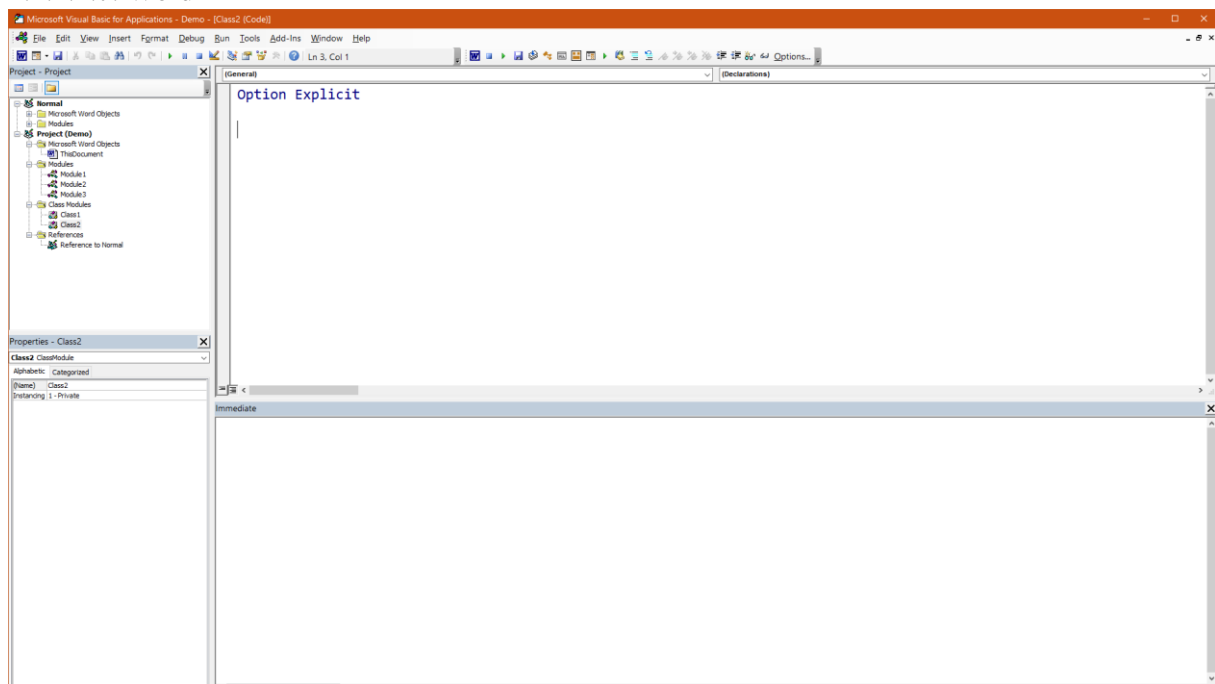 Microsoft Visual Basic for Applications - Demo - [Class2 (Code)]
File Edit View Insert Format Debug Run Tools Add-Ins Window Help
Ln 3, Col 1
Options...
Project - Project
Normal
Microsoft Word Objects
Modules
Project (Demo)
Microsoft Word Objects
ThisDocument
Modules
Module1
Module2
Module3
Class Modules
Class1
Class2
References
Reference to Normal
Properties - Class2
Class2 ClassModule
Alphabetic Categorized
(Name) Class2
Instancing 1 - Private
(General) (Declarations)
Option Explicit
Immediate